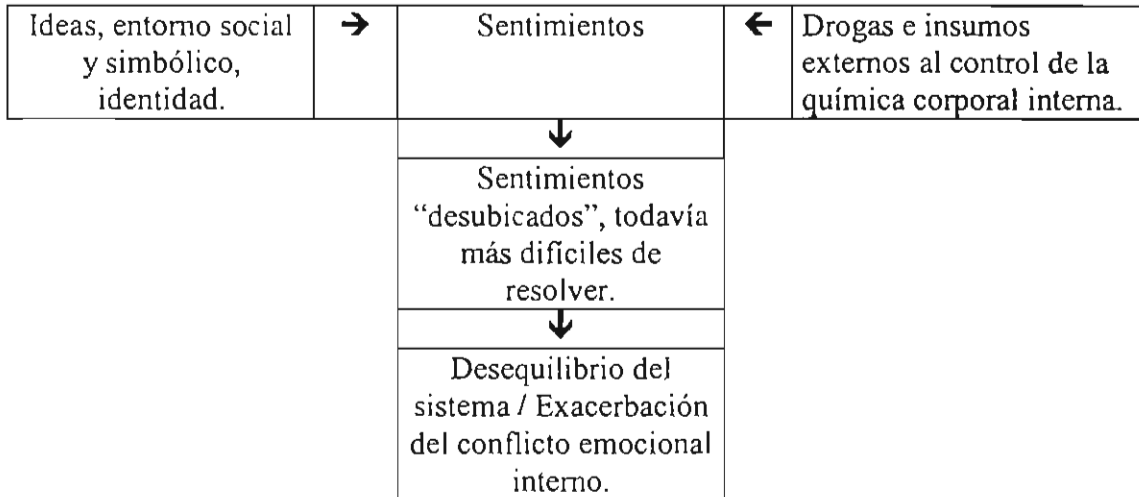 Ideas, entorno social
y simbólico,
identidad.
→
Sentimientos
←
Drogas e insumos
externos al control de la
química corporal interna.
↓
Sentimientos
“desubicados”, todavía
más difíciles de
resolver.
↓
Desequilibrio del
sistema / Exacerbación
del conflicto emocional
interno.